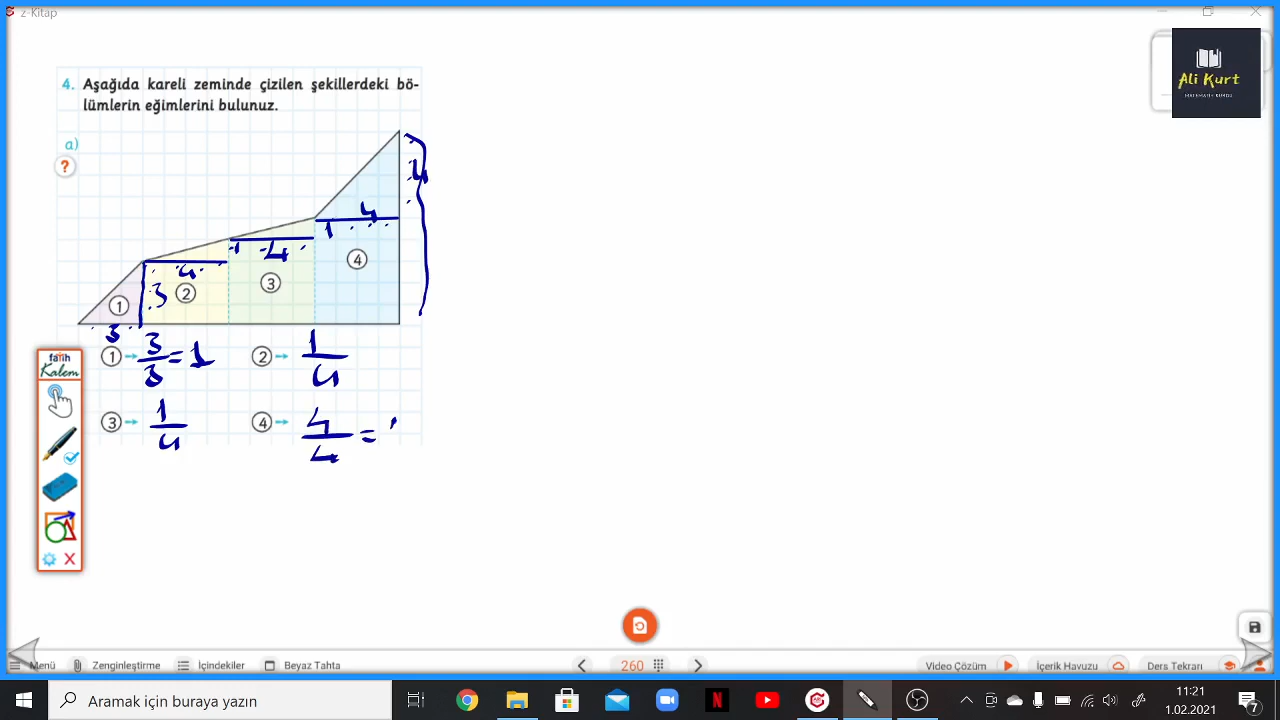 z-Kitap
Ali Kurt
4. Aşağıda kareli zeminde çizilen şekillerdeki bö-
lümlerin eğimlerini bulunuz.
a)
?
4
4
1
1
4
4
3
1
2
3
4
3
1 → 3/3 = 1
2 → 1/4
3 → 1/4
4 → 4/4 =
fatih
Kalem
Menü
Zenginleştirme
İçindekiler
Beyaz Tahta
260
Video Çözüm
İçerik Havuzu
Ders Tekrarı
Aramak için buraya yazın
11:21
1.02.2021
7